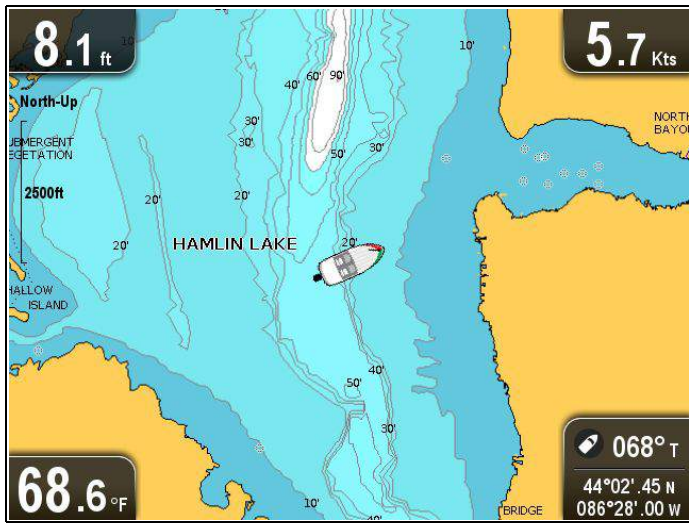 8.1 ft
5.7 Kts
10'
10'
60'
90'
40'
North-Up
NORTH
BAYOU
30'
30'
UBMERGENT
EGETATION
30'
50'
2500ft
20'
20'
20'
HAMLIN LAKE
20'
HALLOW
ISLAND
40'
50'
30'
068° T
68.6 °F
44°02'.45 N
10'
086°28'.00 W
BRIDGE
40'